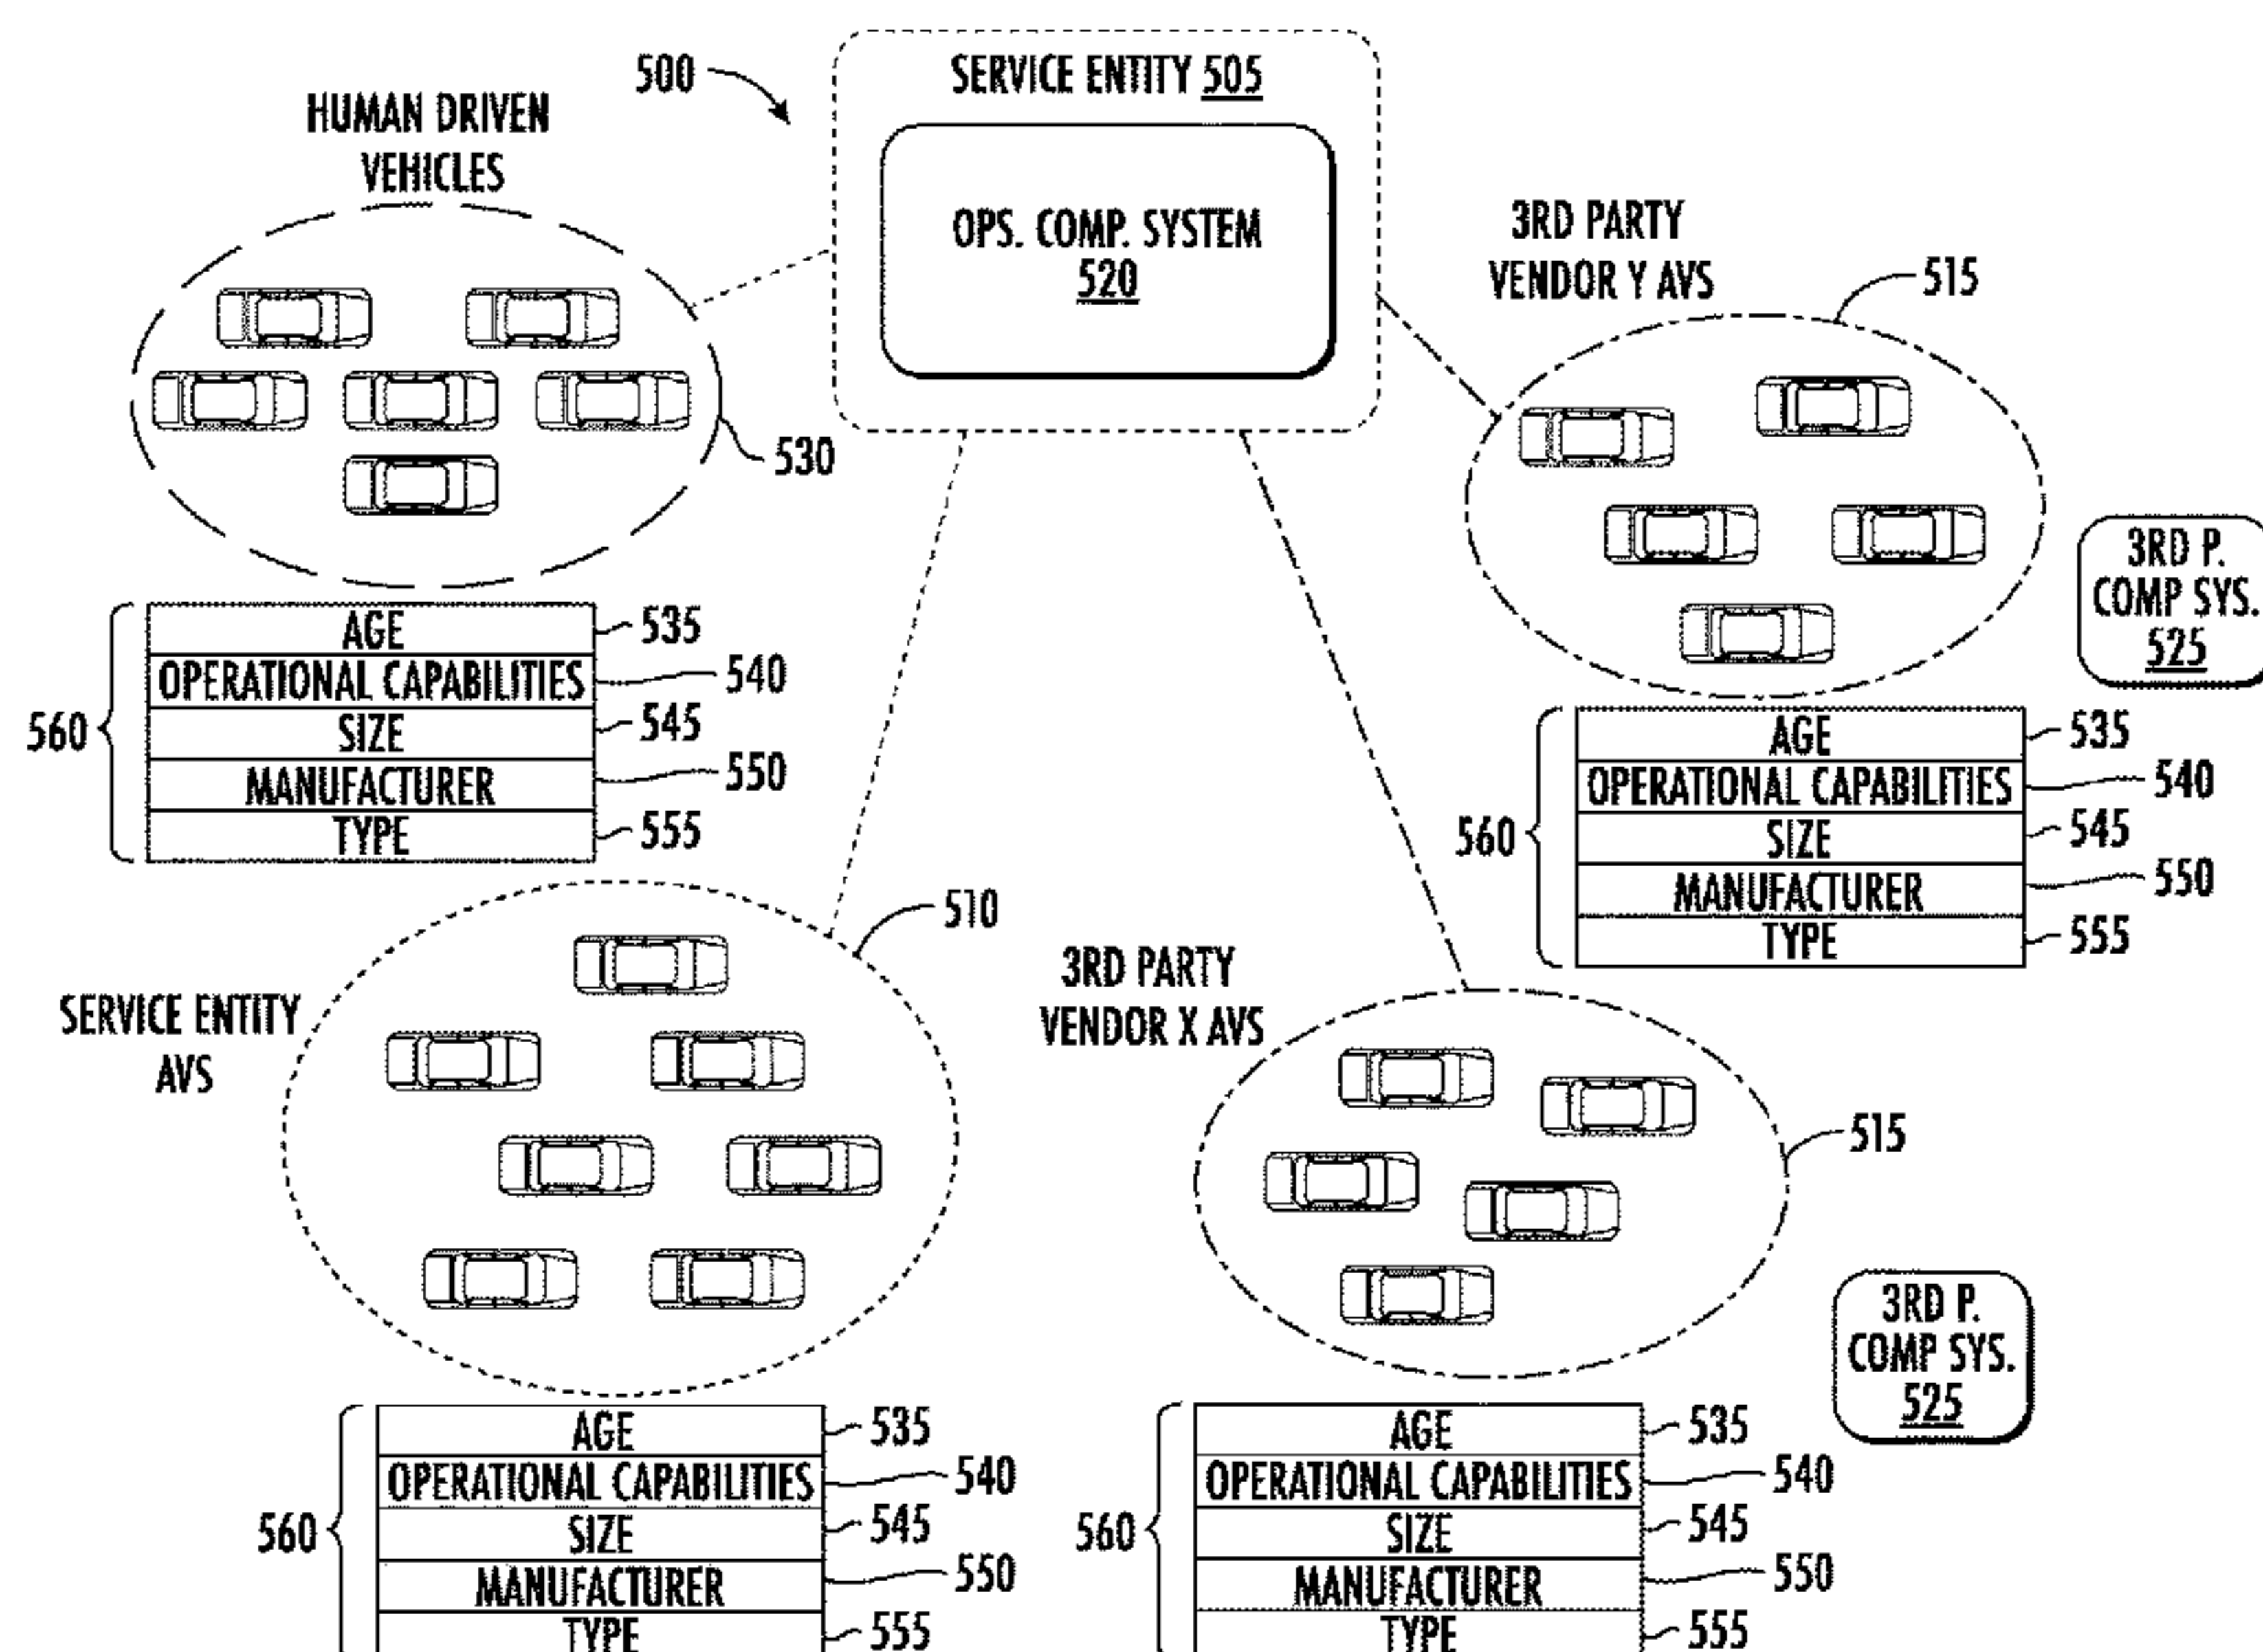 500
SERVICE ENTITY 505
OPS. COMP. SYSTEM
520
HUMAN DRIVEN
VEHICLES
530
560
AGE
535
OPERATIONAL CAPABILITIES
540
SIZE
545
MANUFACTURER
550
TYPE
555
3RD PARTY
VENDOR Y AVS
515
3RD P.
COMP SYS.
525
560
AGE
535
OPERATIONAL CAPABILITIES
540
SIZE
545
MANUFACTURER
550
TYPE
555
SERVICE ENTITY
AVS
510
560
AGE
535
OPERATIONAL CAPABILITIES
540
SIZE
545
MANUFACTURER
550
TYPE
555
3RD PARTY
VENDOR X AVS
515
3RD P.
COMP SYS.
525
560
AGE
535
OPERATIONAL CAPABILITIES
540
SIZE
545
MANUFACTURER
550
TYPE
555